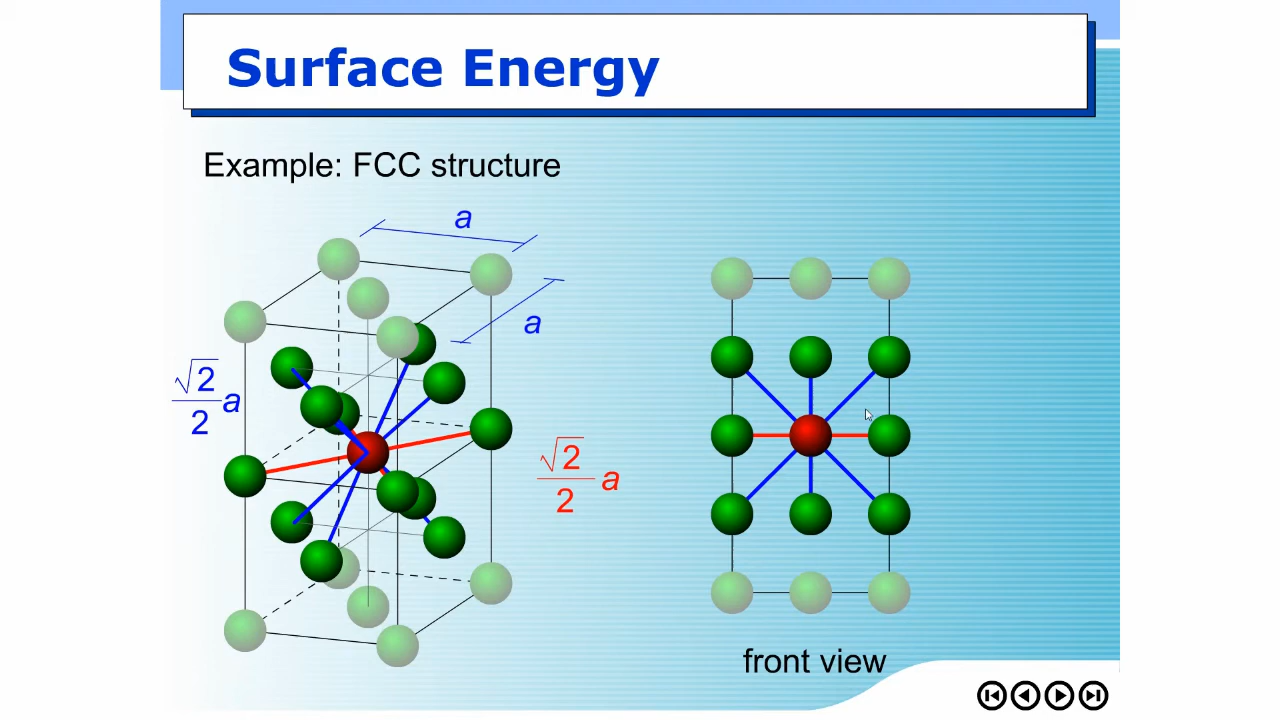 Surface Energy
Example: FCC structure
a
a
√2/2 a
√2/2 a
front view